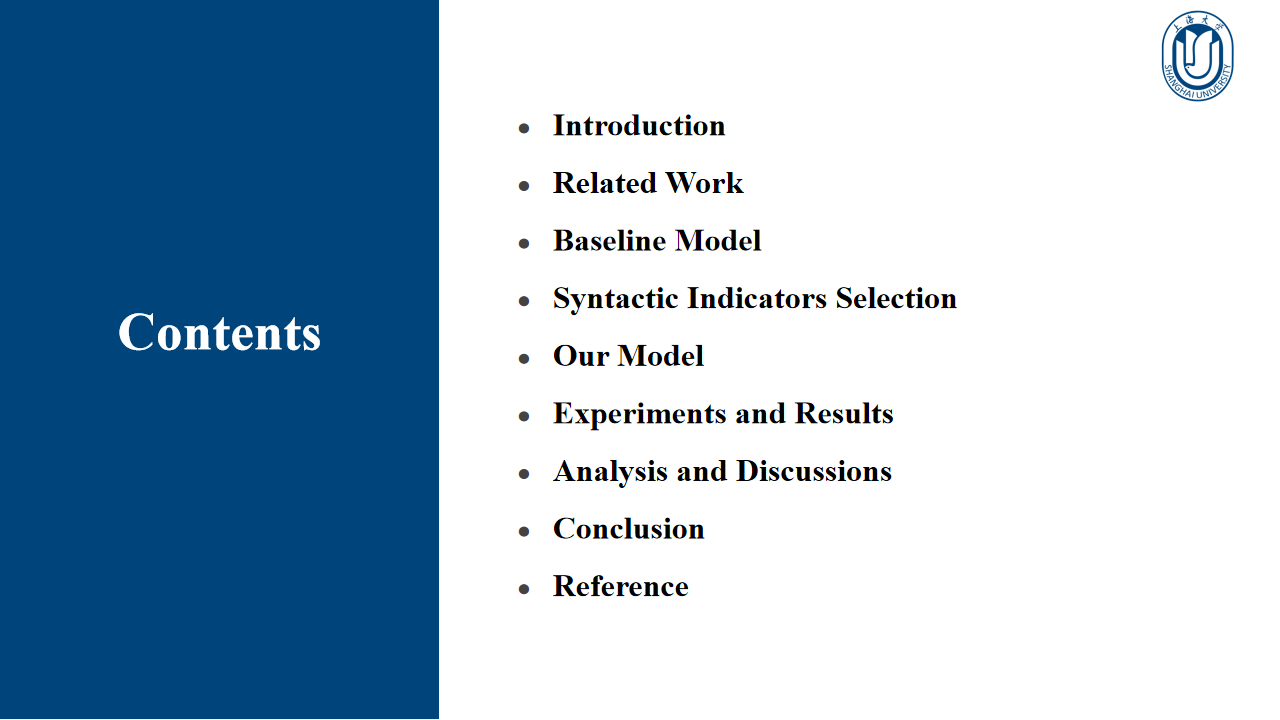 上海大学
SHANGHAI UNIVERSITY
Contents
● Introduction
● Related Work
● Baseline Model
● Syntactic Indicators Selection
● Our Model
● Experiments and Results
● Analysis and Discussions
● Conclusion
● Reference